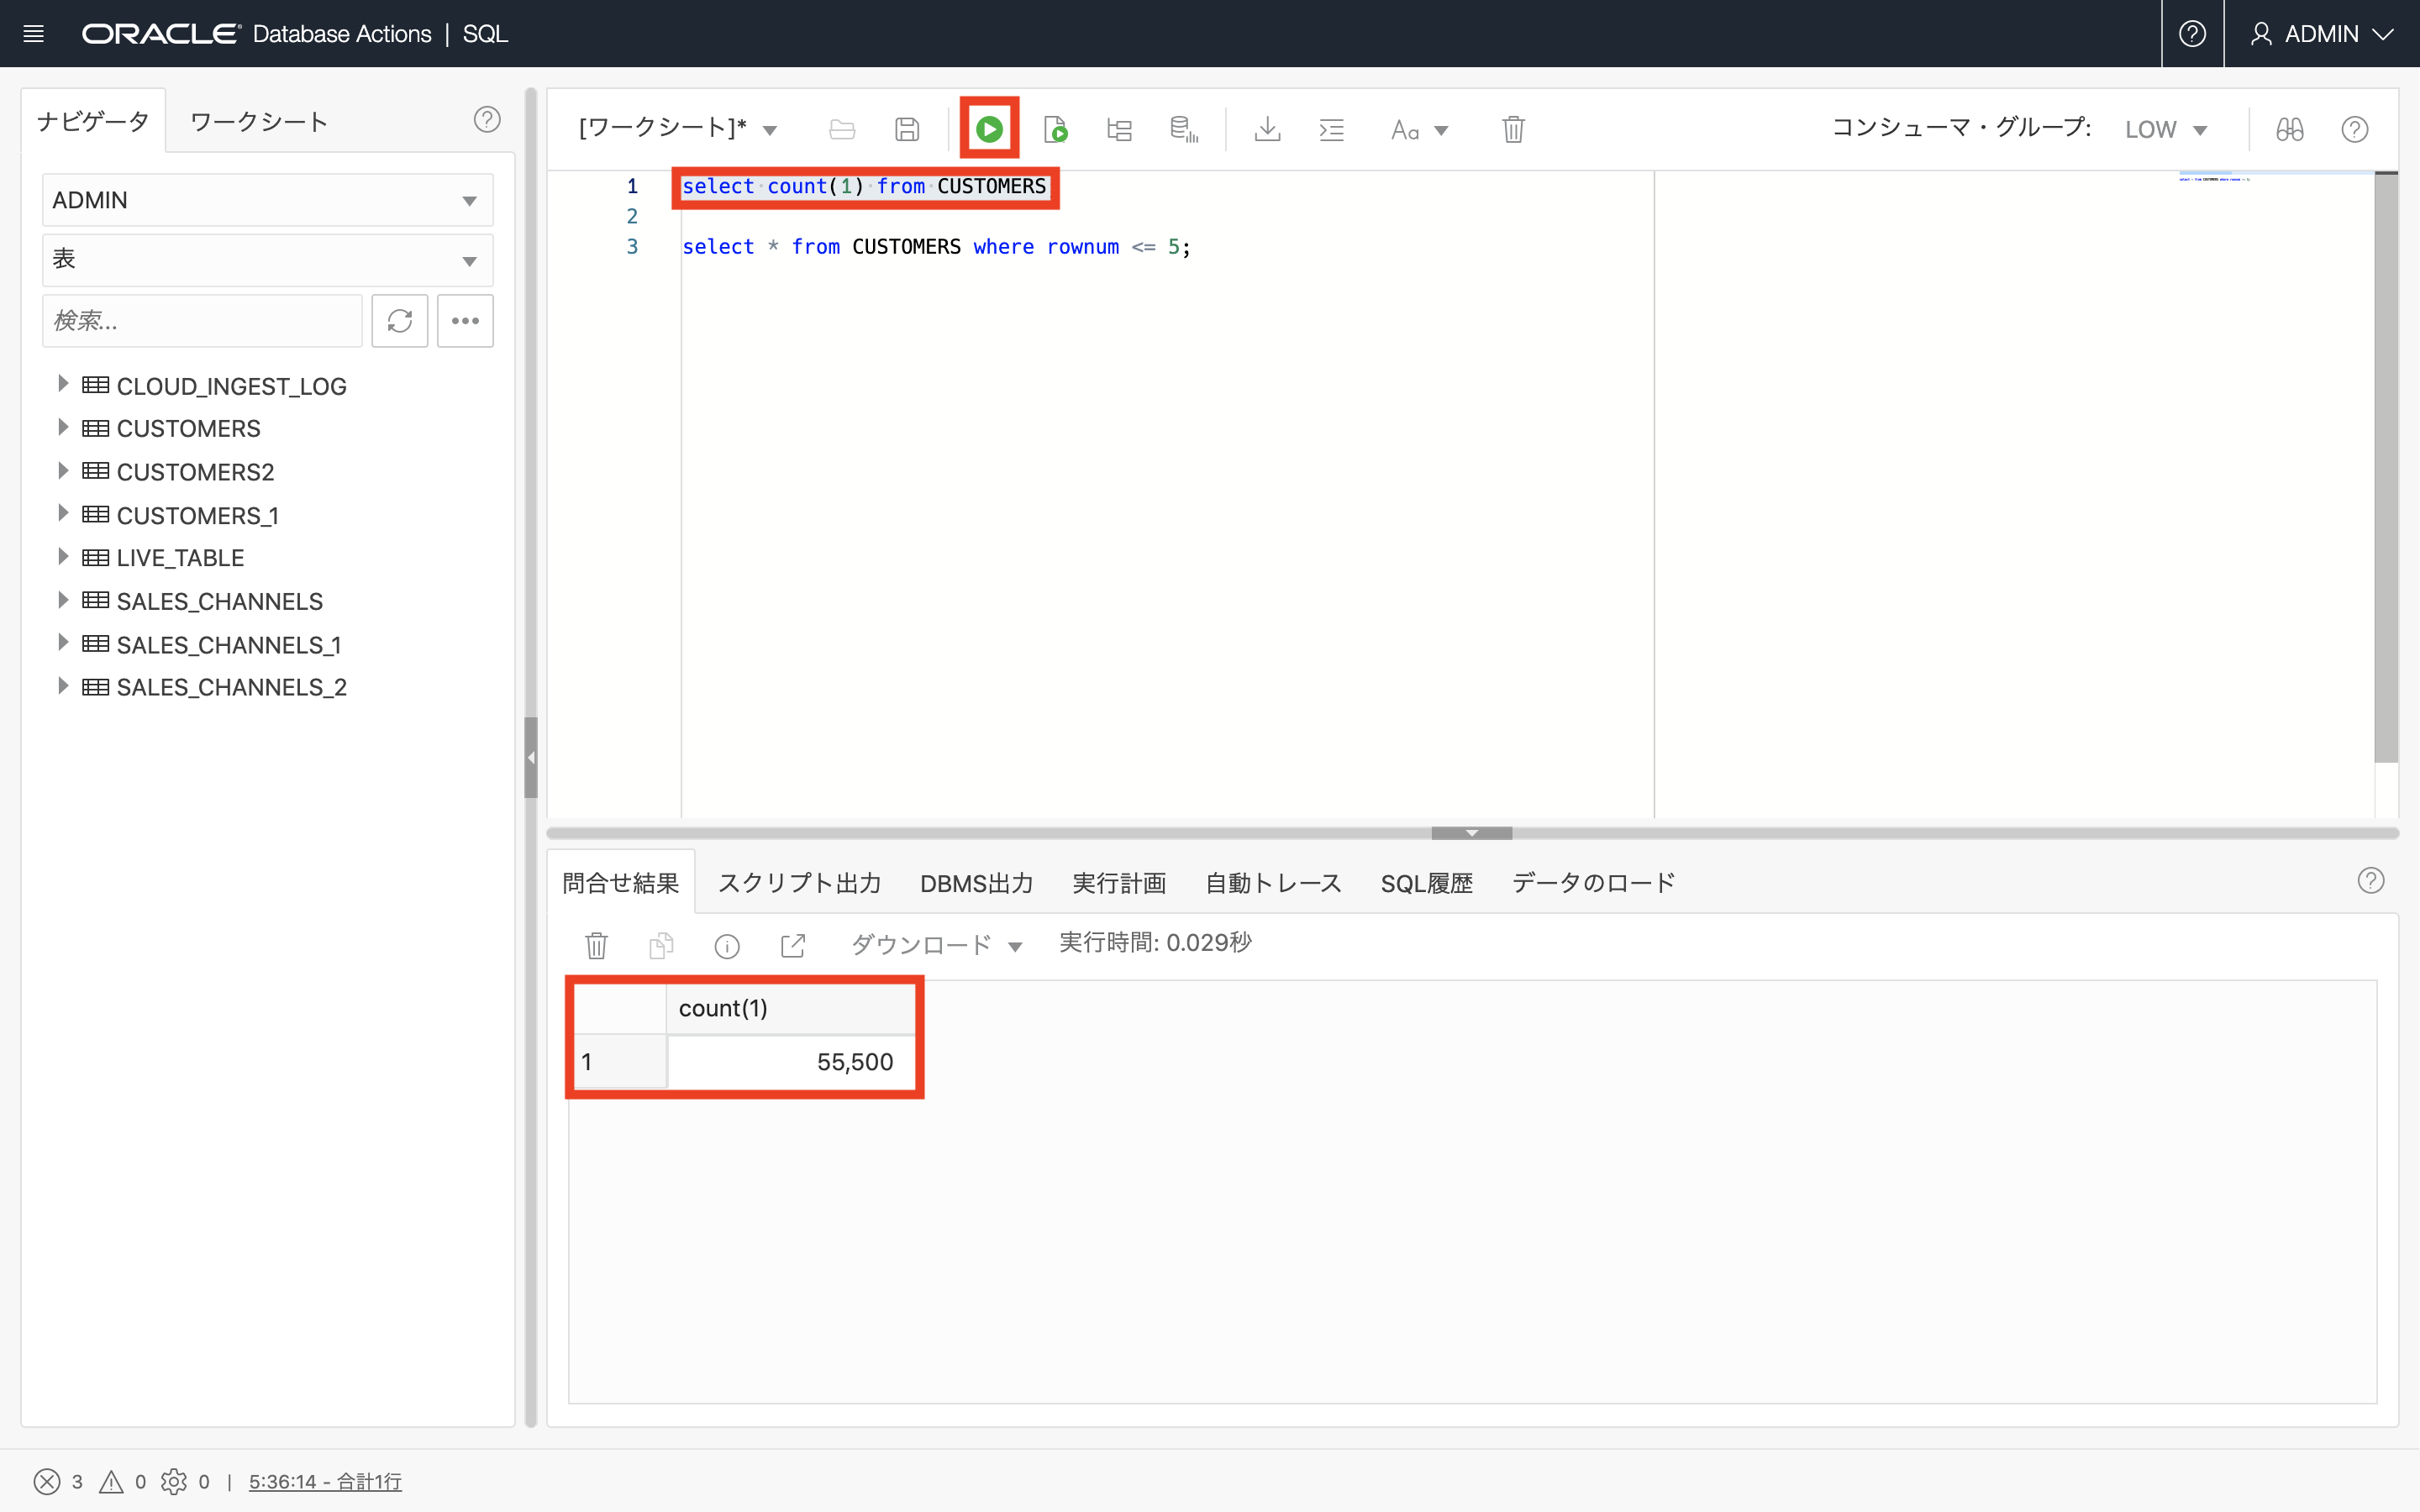 ORACLE Database Actions | SQL
ADMIN
ナビゲータ
ワークシート
ADMIN
表
検索...
CLOUD_INGEST_LOG
CUSTOMERS
CUSTOMERS2
CUSTOMERS_1
LIVE_TABLE
SALES_CHANNELS
SALES_CHANNELS_1
SALES_CHANNELS_2
[ワークシート]*
Aa
コンシューマ・グループ: LOW
1 select count(1) from CUSTOMERS
2
3 select * from CUSTOMERS where rownum <= 5;
問合せ結果 スクリプト出力 DBMS出力 実行計画 自動トレース SQL履歴 データのロード
ダウンロード 実行時間: 0.029秒
count(1)
1 55,500
3 0 0 | 5:36:14 - 合計1行